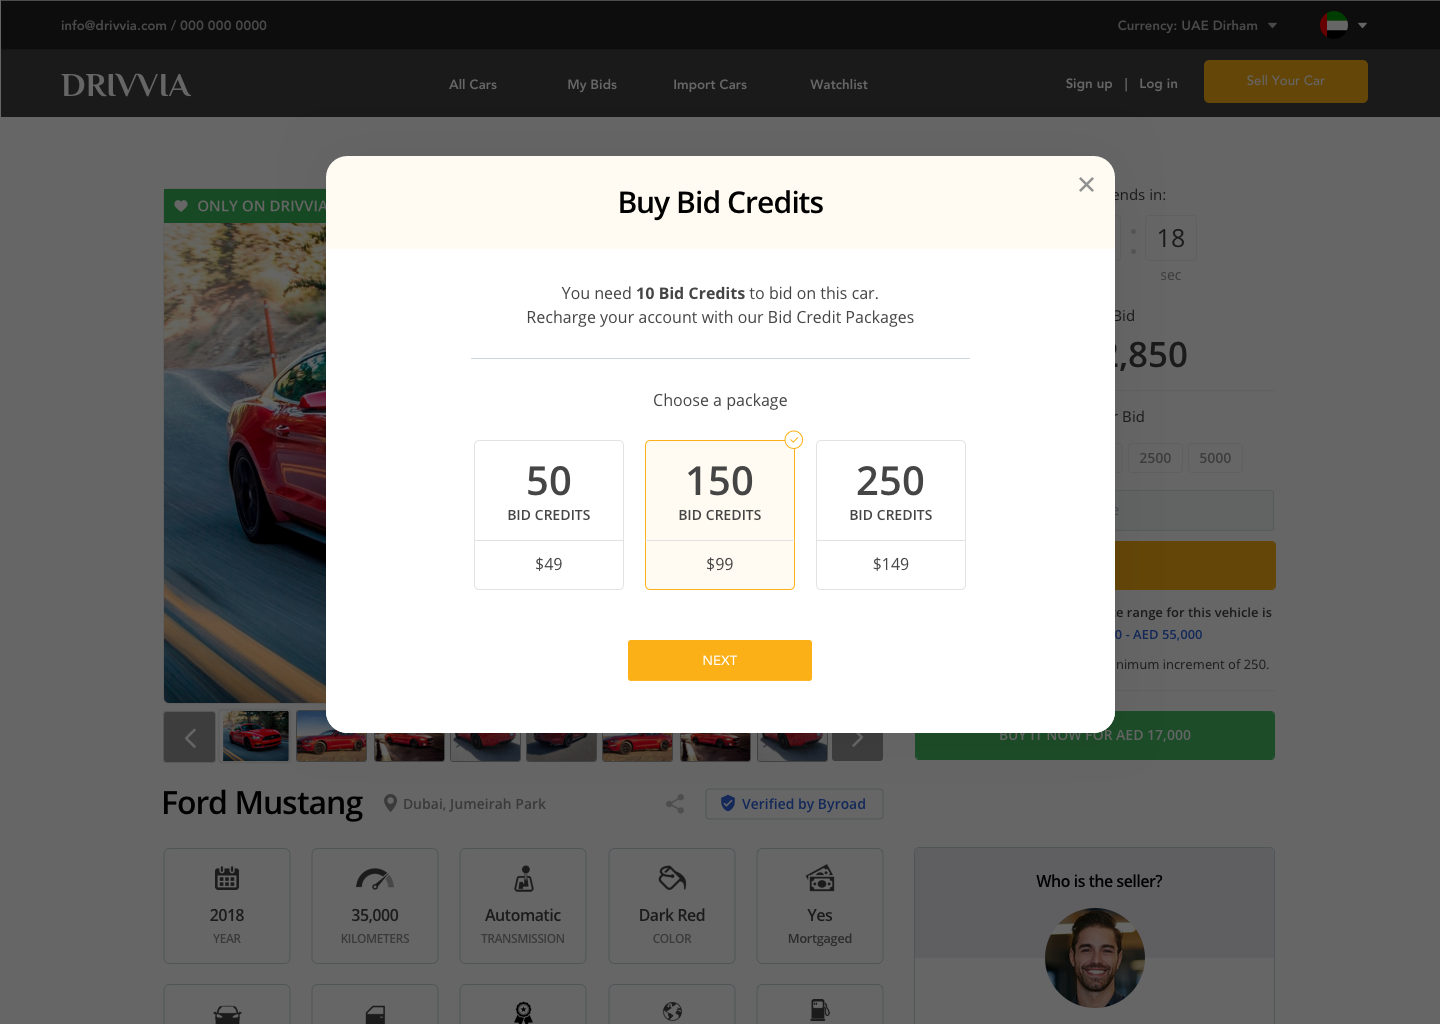 info@drivvia.com / 000 000 0000
Currency: UAE Dirham
DRIVVIA
All Cars
My Bids
Import Cars
Watchlist
Sign up | Log in
Sell Your Car
ONLY ON DRIVVIA
Buy Bid Credits
You need 10 Bid Credits to bid on this car.
Recharge your account with our Bid Credit Packages
Choose a package
50
BID CREDITS
$49
150
BID CREDITS
$99
250
BID CREDITS
$149
NEXT
ends in:
: 18
sec
Bid
,850
Bid
2500
5000
range for this vehicle is
0 - AED 55,000
nimum increment of 250.
BUY IT NOW FOR AED 17,000
Ford Mustang
Dubai, Jumeirah Park
Verified by Byroad
2018
YEAR
35,000
KILOMETERS
Automatic
TRANSMISSION
Dark Red
COLOR
Yes
Mortgaged
Who is the seller?